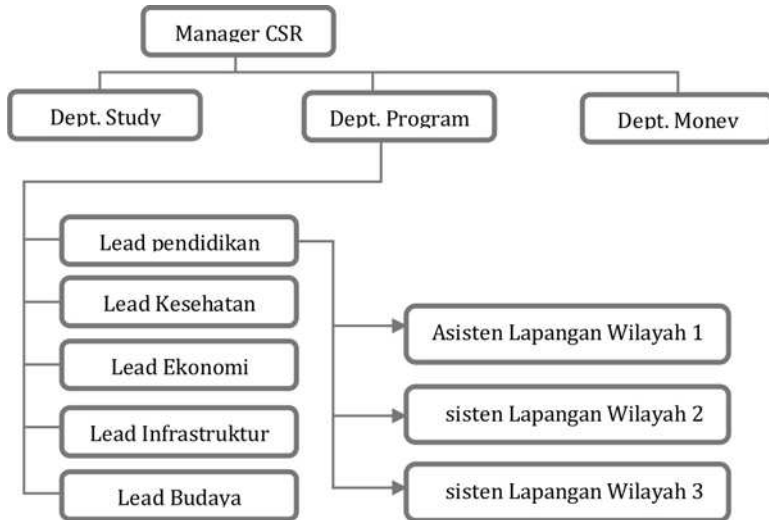 Manager CSR
Dept. Study
Dept. Program
Dept. Monev
Lead pendidikan
Lead Kesehatan
Lead Ekonomi
Lead Infrastruktur
Lead Budaya
Asisten Lapangan Wilayah 1
sisten Lapangan Wilayah 2
sisten Lapangan Wilayah 3